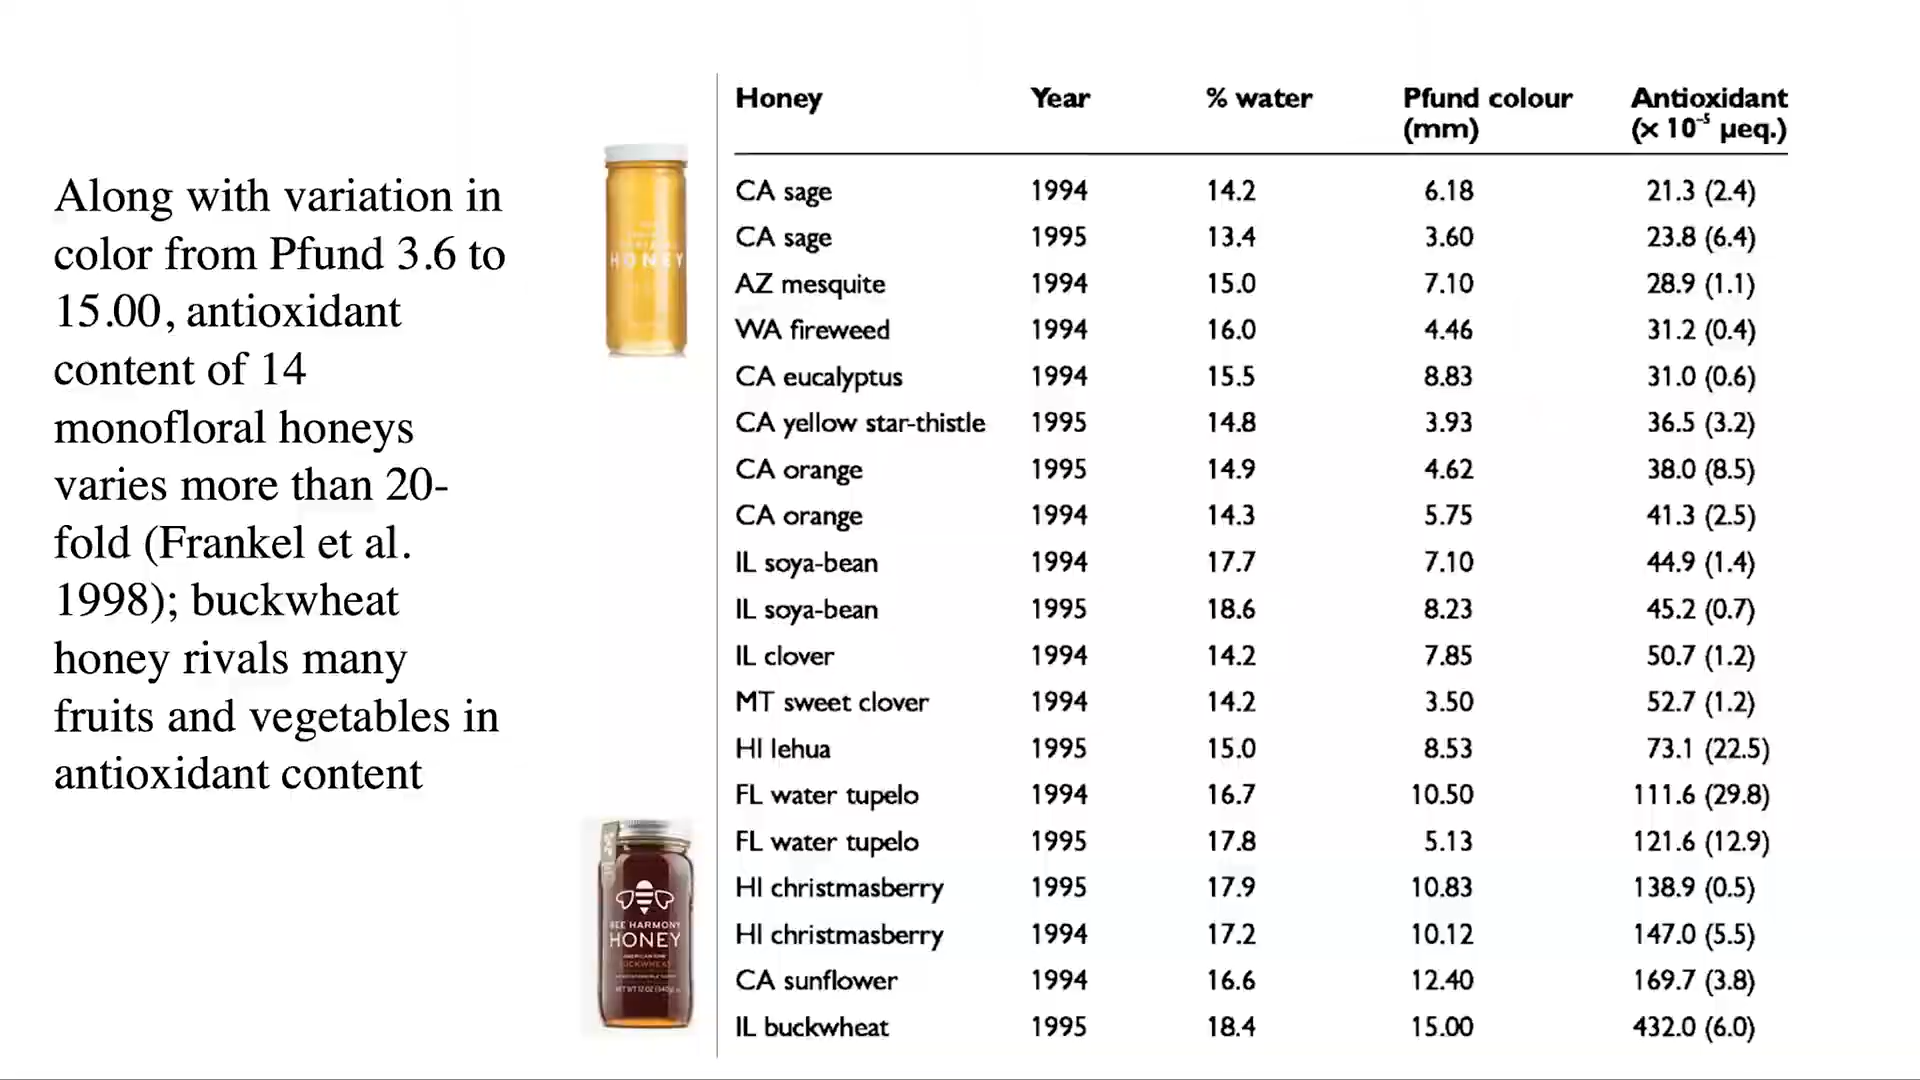 Along with variation in
color from Pfund 3.6 to
15.00, antioxidant
content of 14
monofloral honeys
varies more than 20-
fold (Frankel et al.
1998); buckwheat
honey rivals many
fruits and vegetables in
antioxidant content
HONEY
BEE HARMONY
HONEY
AMERICAN RAW
BUCKWHEAT
NET WT 12 OZ (340g)
Honey Year % water Pfund colour (mm) Antioxidant (x 10⁻⁵ µeq.)
CA sage 1994 14.2 6.18 21.3 (2.4)
CA sage 1995 13.4 3.60 23.8 (6.4)
AZ mesquite 1994 15.0 7.10 28.9 (1.1)
WA fireweed 1994 16.0 4.46 31.2 (0.4)
CA eucalyptus 1994 15.5 8.83 31.0 (0.6)
CA yellow star-thistle 1995 14.8 3.93 36.5 (3.2)
CA orange 1995 14.9 4.62 38.0 (8.5)
CA orange 1994 14.3 5.75 41.3 (2.5)
IL soya-bean 1994 17.7 7.10 44.9 (1.4)
IL soya-bean 1995 18.6 8.23 45.2 (0.7)
IL clover 1994 14.2 7.85 50.7 (1.2)
MT sweet clover 1994 14.2 3.50 52.7 (1.2)
HI lehua 1995 15.0 8.53 73.1 (22.5)
FL water tupelo 1994 16.7 10.50 111.6 (29.8)
FL water tupelo 1995 17.8 5.13 121.6 (12.9)
HI christmasberry 1995 17.9 10.83 138.9 (0.5)
HI christmasberry 1994 17.2 10.12 147.0 (5.5)
CA sunflower 1994 16.6 12.40 169.7 (3.8)
IL buckwheat 1995 18.4 15.00 432.0 (6.0)